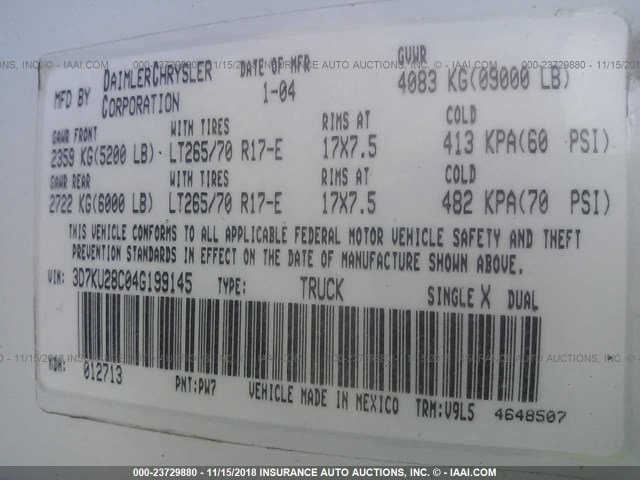 MFD BY DAIMLERCHRYSLER CORPORATION DATE OF MFR 1-04 GVWR 4083 KG(09000 LB)
GAWR FRONT WITH TIRES RIMS AT COLD
2359 KG(5200 LB) LT265/70 R17-E 17X7.5 413 KPA(60 PSI)
GAWR REAR WITH TIRES RIMS AT COLD
2722 KG(6000 LB) LT265/70 R17-E 17X7.5 482 KPA(70 PSI)
THIS VEHICLE CONFORMS TO ALL APPLICABLE FEDERAL MOTOR VEHICLE SAFETY AND THEFT
PREVENTION STANDARDS IN EFFECT ON THE DATE OF MANUFACTURE SHOWN ABOVE.
VIN: 3D7KU28C04G199145 TYPE: TRUCK SINGLE X DUAL
MDH: 012713 PNT:PW7 VEHICLE MADE IN MEXICO TRM:V9L5 4648507
000-23729880 - 11/15/2018 INSURANCE AUTO AUCTIONS, INC. - © - IAAI.COM